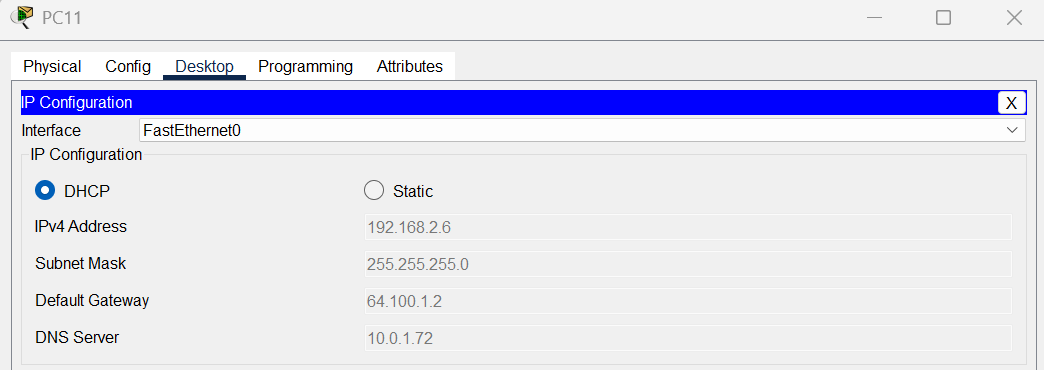 PC11
Physical Config Desktop Programming Attributes
IP Configuration X
Interface FastEthernet0
IP Configuration
DHCP Static
IPv4 Address 192.168.2.6
Subnet Mask 255.255.255.0
Default Gateway 64.100.1.2
DNS Server 10.0.1.72